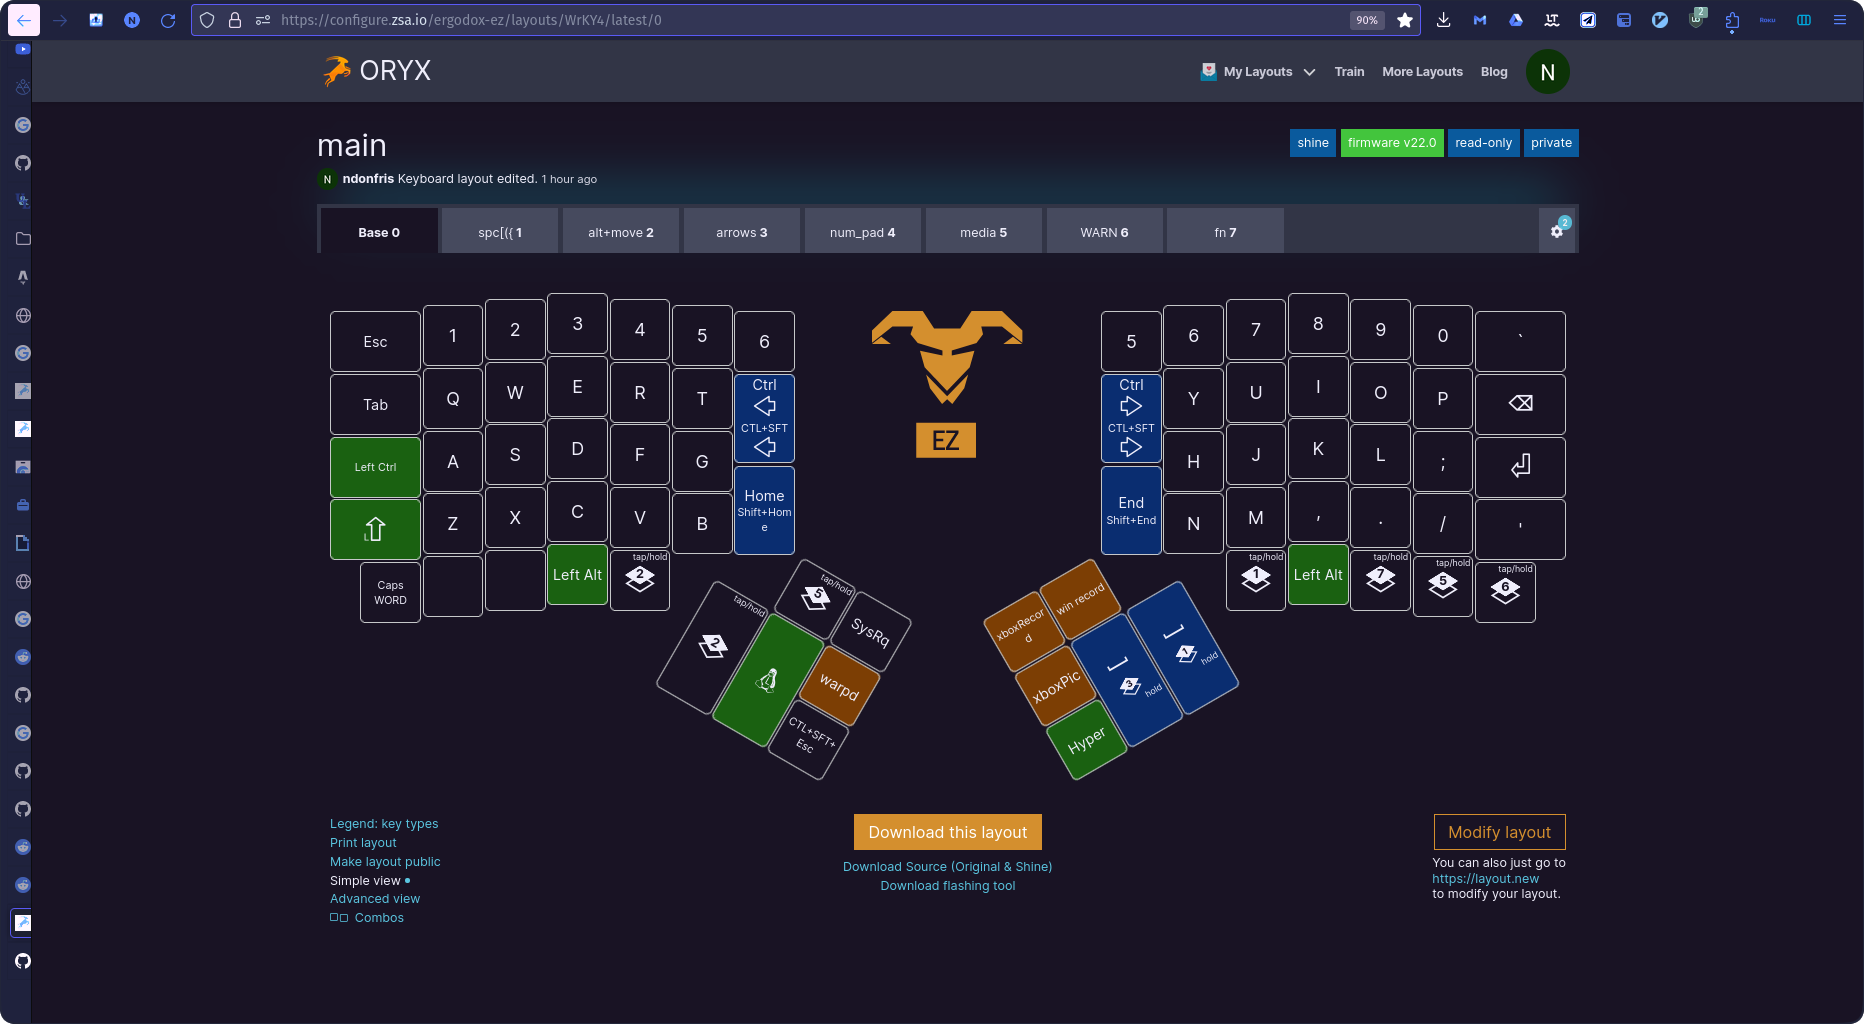 https://configure.zsa.io/ergodox-ez/layouts/WrKY4/latest/0
90%
2
ORYX
My Layouts
Train
More Layouts
Blog
N
main
shine
firmware v22.0
read-only
private
N ndonfris Keyboard layout edited. 1 hour ago
Base 0
spc[({ 1
alt+move 2
arrows 3
num_pad 4
media 5
WARN 6
fn 7
2
Esc 1 2 3 4 5 6
5 6 7 8 9 0 `
Tab Q W E R T
Ctrl
CTL+SFT
Ctrl
CTL+SFT
Y U I O P
Left Ctrl A S D F G
H J K L ;
Home
Shift+Hom
e
End
Shift+End
L
Z X C V B
N M , . / '
Caps
WORD
Left Alt
tap/hold
2
tap/hold
1
Left Alt
tap/hold
7
tap/hold
5
tap/hold
6
tap/hold
2
tap/hold
5
SysRq
warpd
CTL+SFT+
Esc
xboxRecor
d
win record
xboxPic
Hyper
]
3
hold
]
1
hold
EZ
Legend: key types
Print layout
Make layout public
Simple view
Advanced view
Combos
Download this layout
Download Source (Original & Shine)
Download flashing tool
Modify layout
You can also just go to
https://layout.new
to modify your layout.